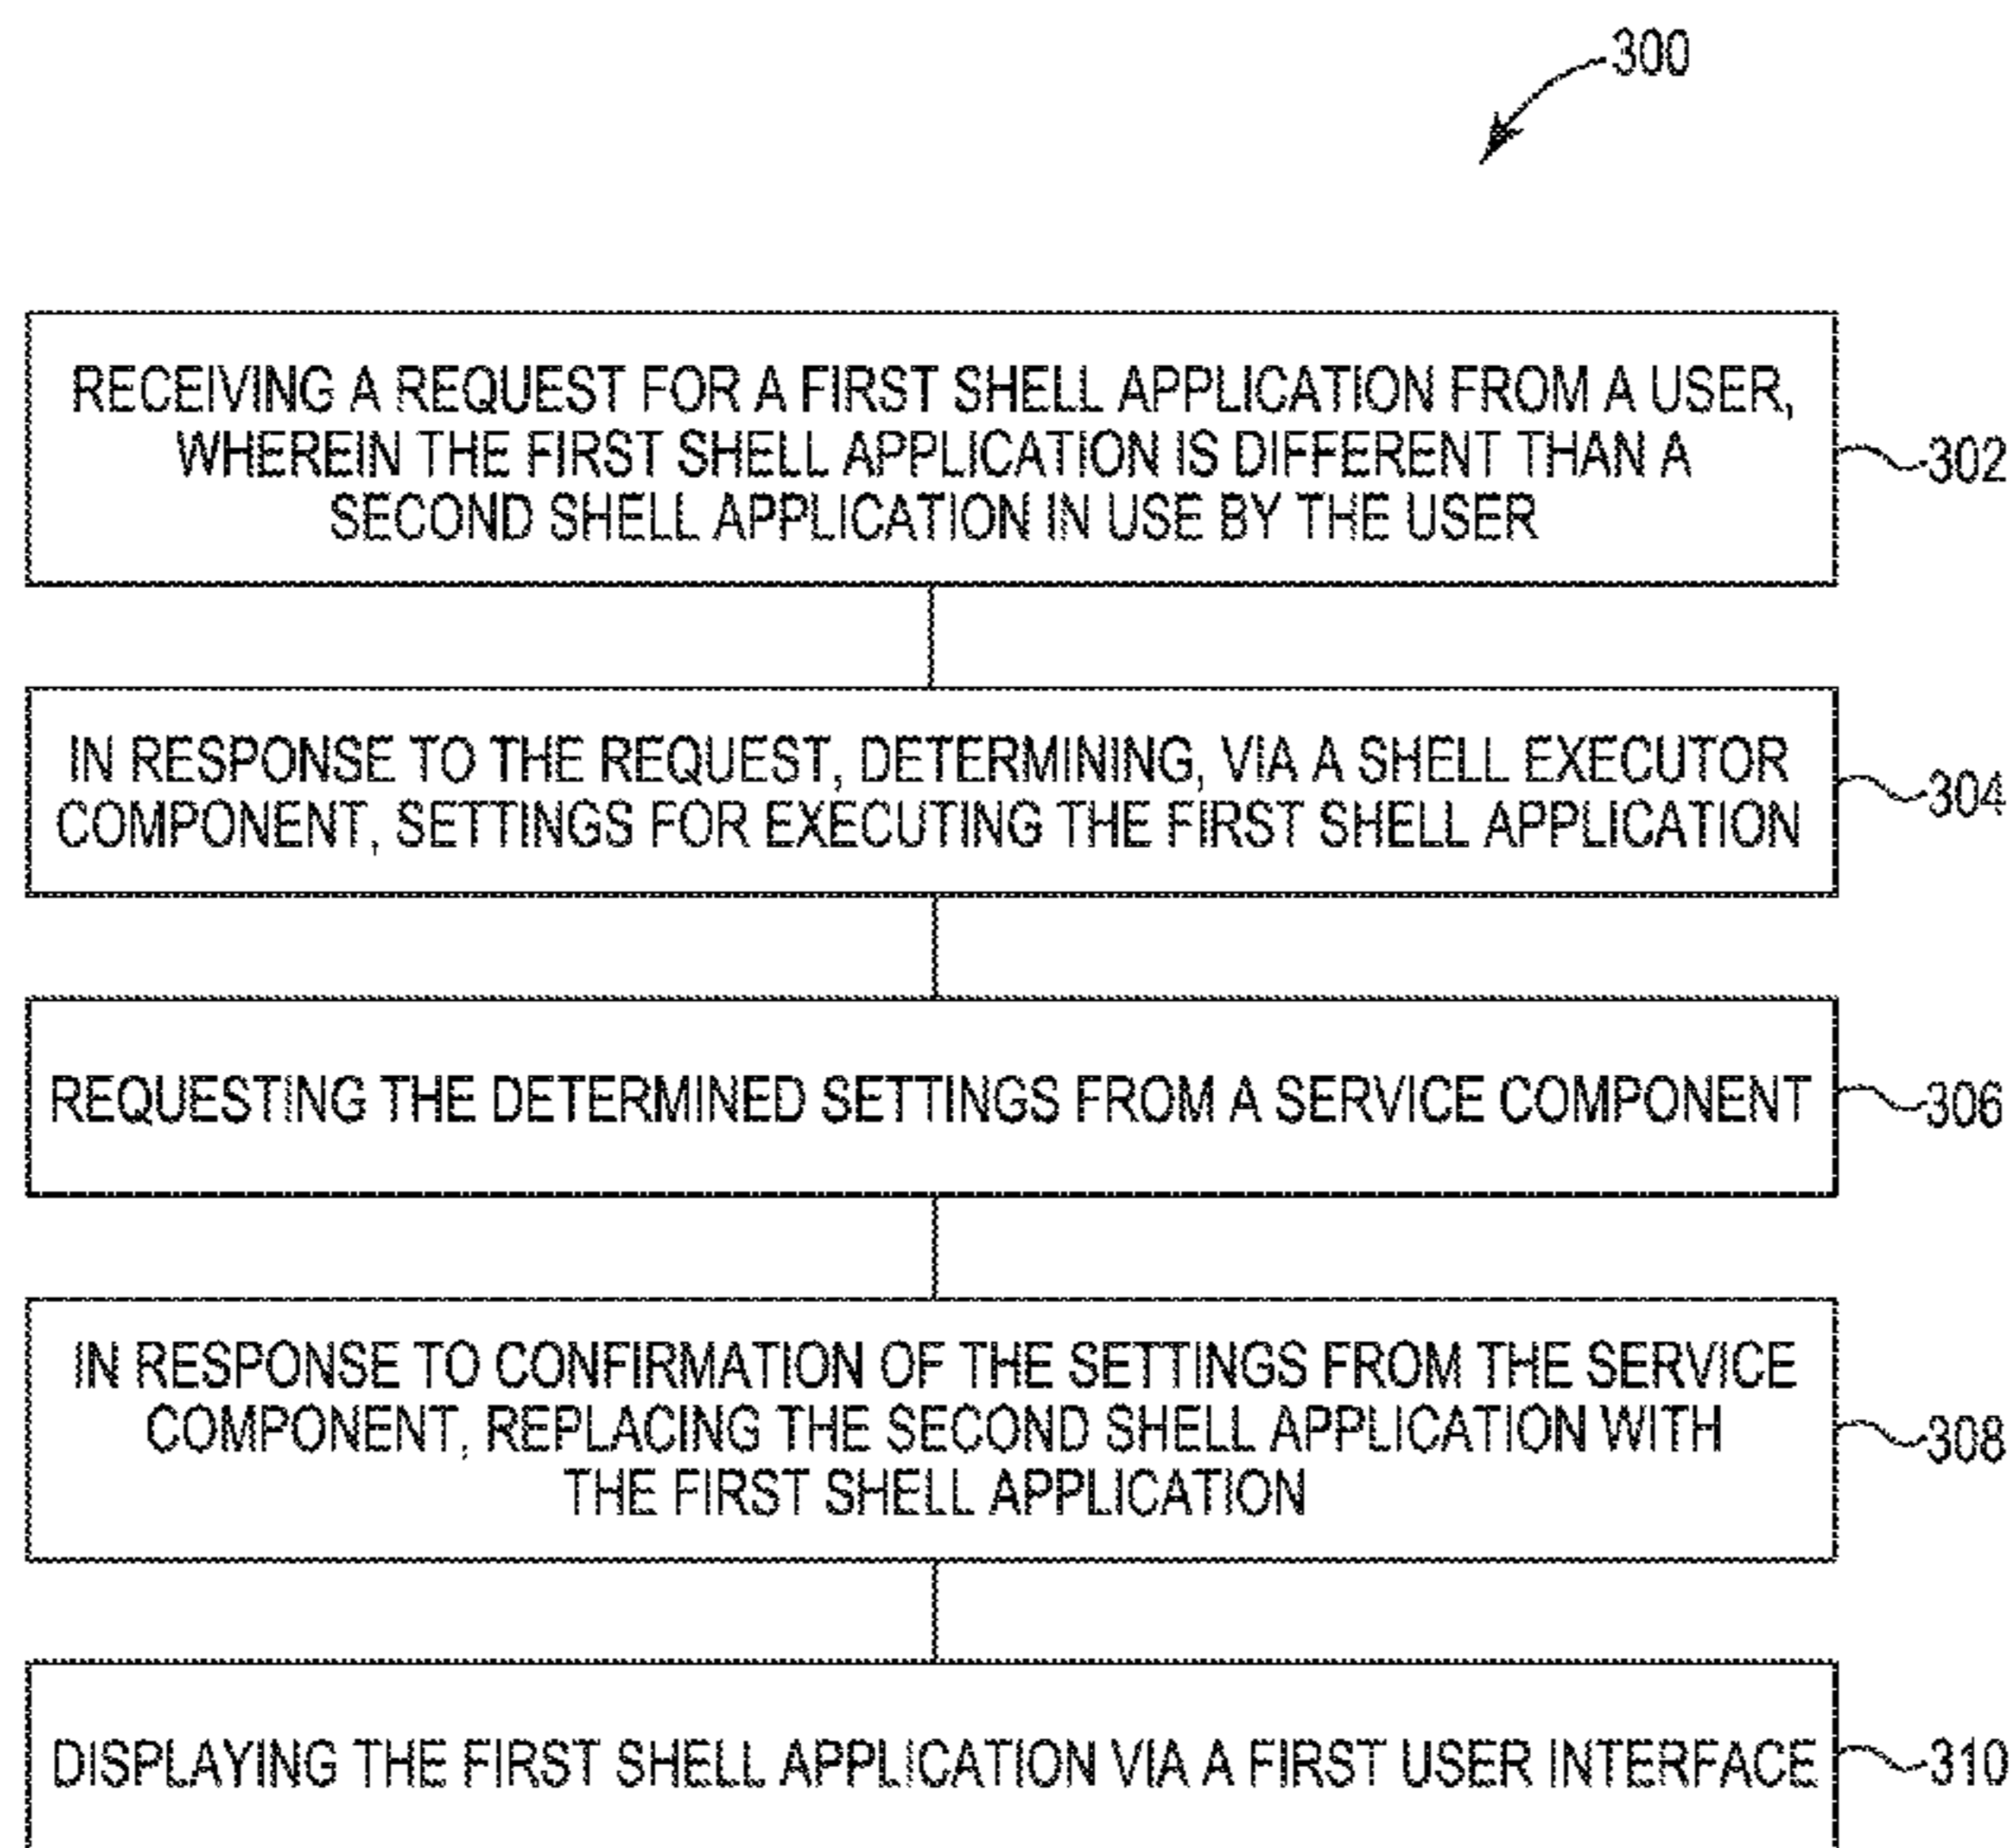 300
RECEIVING A REQUEST FOR A FIRST SHELL APPLICATION FROM A USER,
WHEREIN THE FIRST SHELL APPLICATION IS DIFFERENT THAN A
SECOND SHELL APPLICATION IN USE BY THE USER
302
IN RESPONSE TO THE REQUEST, DETERMINING, VIA A SHELL EXECUTOR
COMPONENT, SETTINGS FOR EXECUTING THE FIRST SHELL APPLICATION
304
REQUESTING THE DETERMINED SETTINGS FROM A SERVICE COMPONENT
306
IN RESPONSE TO CONFIRMATION OF THE SETTINGS FROM THE SERVICE
COMPONENT, REPLACING THE SECOND SHELL APPLICATION WITH
THE FIRST SHELL APPLICATION
308
DISPLAYING THE FIRST SHELL APPLICATION VIA A FIRST USER INTERFACE
310